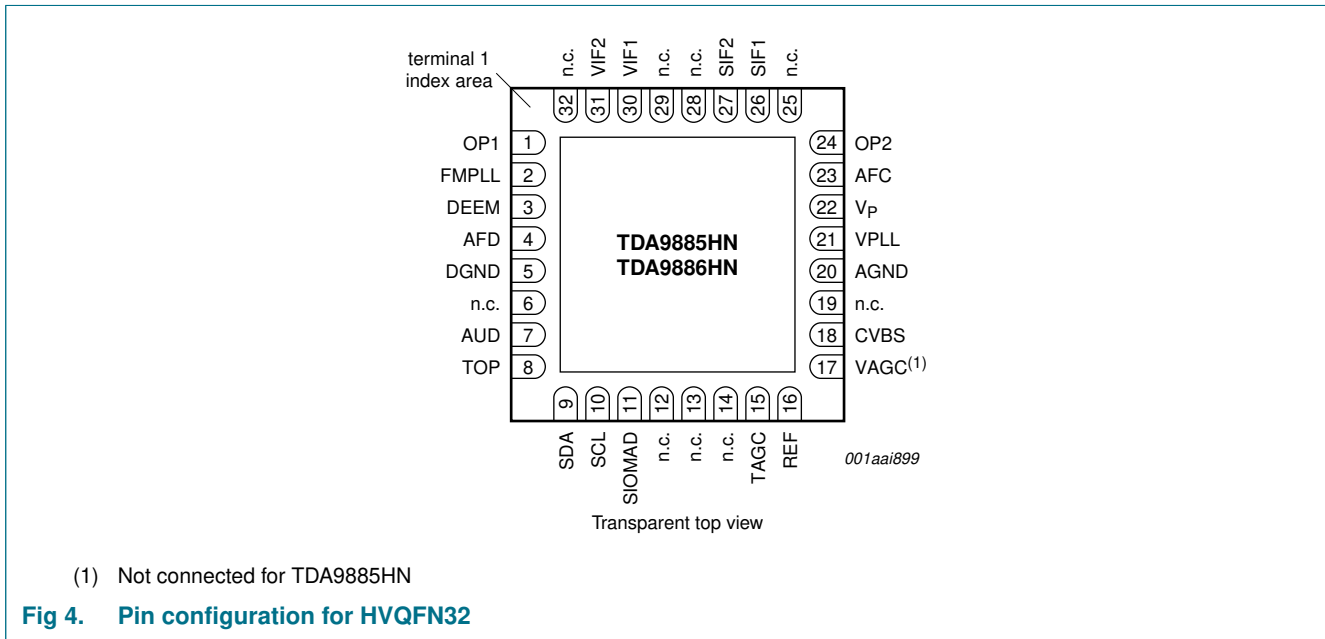 terminal 1
index area
n.c.
VIF2
VIF1
n.c.
n.c.
SIF2
SIF1
n.c.
32
31
30
29
28
27
26
25
OP1 1
FMPLL 2
DEEM 3
AFD 4
DGND 5
n.c. 6
AUD 7
TOP 8
TDA9885HN
TDA9886HN
24 OP2
23 AFC
22 VP
21 VPLL
20 AGND
19 n.c.
18 CVBS
17 VAGC(1)
9
10
11
12
13
14
15
16
SDA
SCL
SIOMAD
n.c.
n.c.
n.c.
TAGC
REF
001aai899
Transparent top view
(1) Not connected for TDA9885HN
Fig 4. Pin configuration for HVQFN32